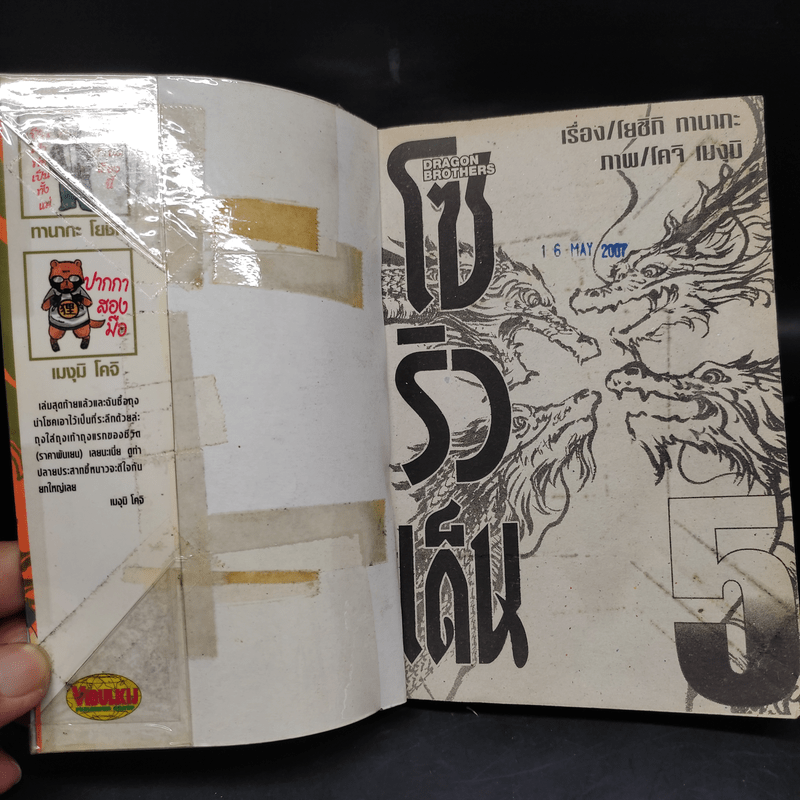 ทานากะ โยชิ
ปากกา
สอง
มือ
เมงุมิ โคจิ
เล่มสุดท้ายแล้วและฉันซื้อถุง
นำโชคเอาไว้เป็นที่ระลึกด้วยล่ะ
ถุงใส่ถุงเท้าถุงแรกของชีวิต
(ราคาพันเยน) เลยนะเนี่ย ดูท่า
ปลายประสาทขี้หนาวจะดีใจกัน
ยกใหญ่เลย
เมงุมิ โคจิ
VIBULKIJ
เรื่อง/โยชิกิ ทานากะ
ภาพ/โคจิ เมงุมิ
DRAGON
BROTHERS
16 MAY 2007
โซ
ริว
เด็น
5